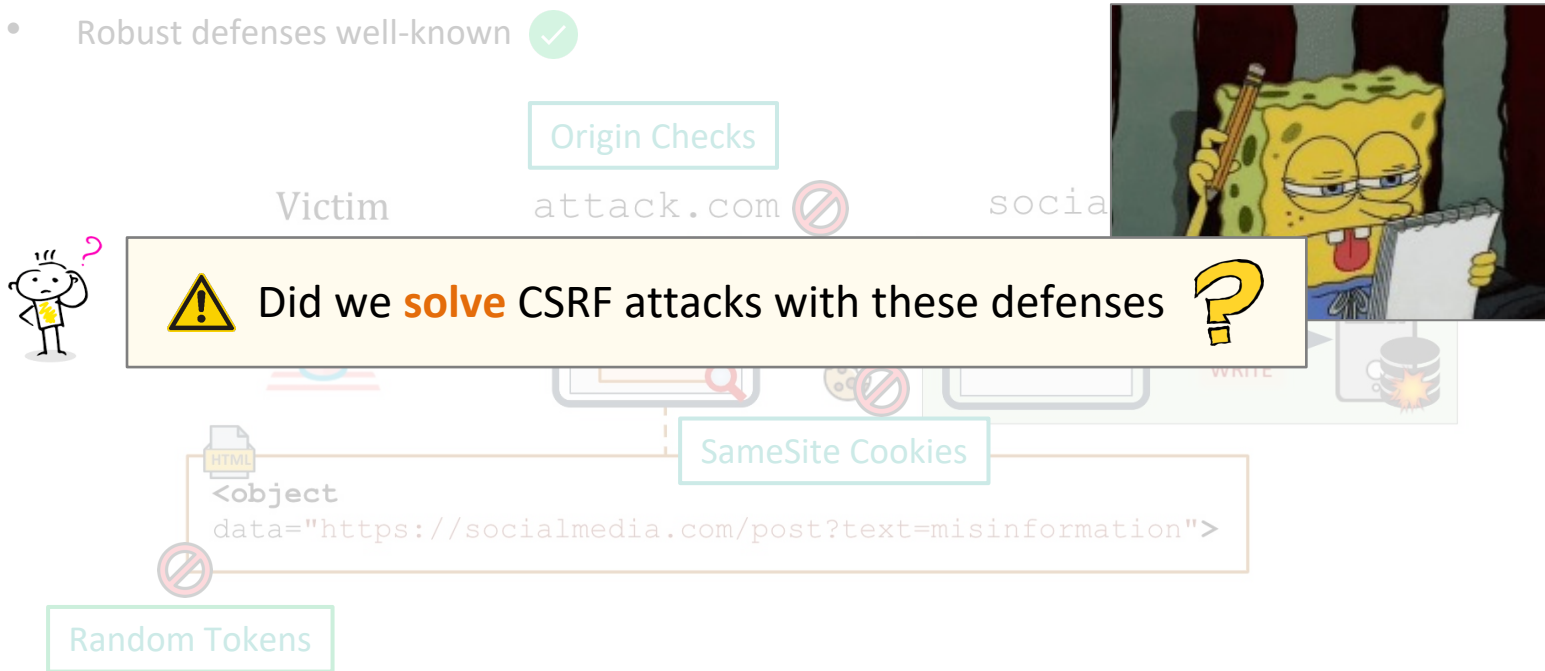 • Robust defenses well-known
Origin Checks
Victim attack.com socia
Did we solve CSRF attacks with these defenses ?
WRITE
SameSite Cookies
HTML
<object
data="https://socialmedia.com/post?text=misinformation">
Random Tokens